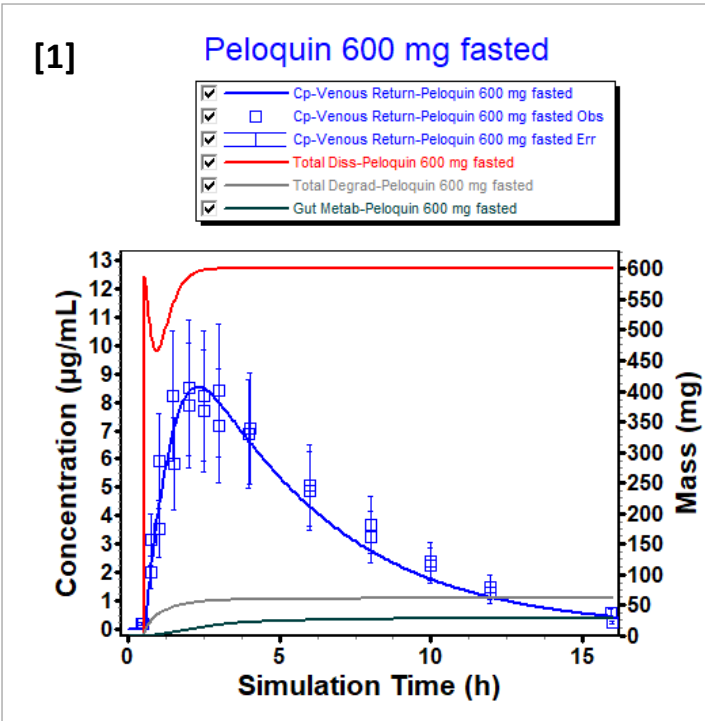 [1]
Peloquin 600 mg fasted
Cp-Venous Return-Peloquin 600 mg fasted
Cp-Venous Return-Peloquin 600 mg fasted Obs
Cp-Venous Return-Peloquin 600 mg fasted Err
Total Diss-Peloquin 600 mg fasted
Total Degrad-Peloquin 600 mg fasted
Gut Metab-Peloquin 600 mg fasted
Concentration (µg/mL)
13
12
11
10
9
8
7
6
5
4
3
2
1
0
600
550
500
450
400
350
300
250
200
150
100
50
0
Mass (mg)
0 5 10 15
Simulation Time (h)